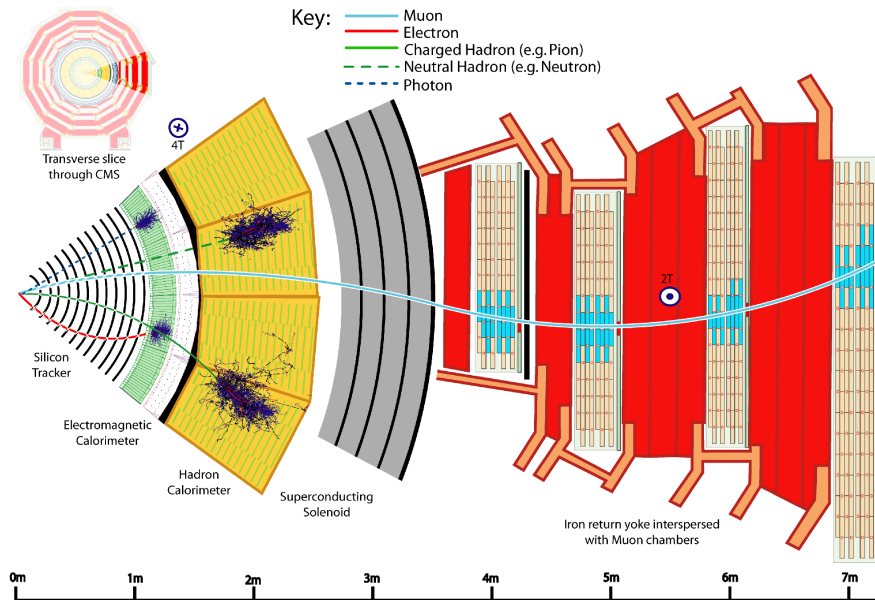 Key:
Muon
Electron
Charged Hadron (e.g. Pion)
Neutral Hadron (e.g. Neutron)
Photon
Transverse slice
through CMS
4T
2T
Silicon
Tracker
Electromagnetic
Calorimeter
Hadron
Calorimeter
Superconducting
Solenoid
Iron return yoke interspersed
with Muon chambers
0m
1m
2m
3m
4m
5m
6m
7m